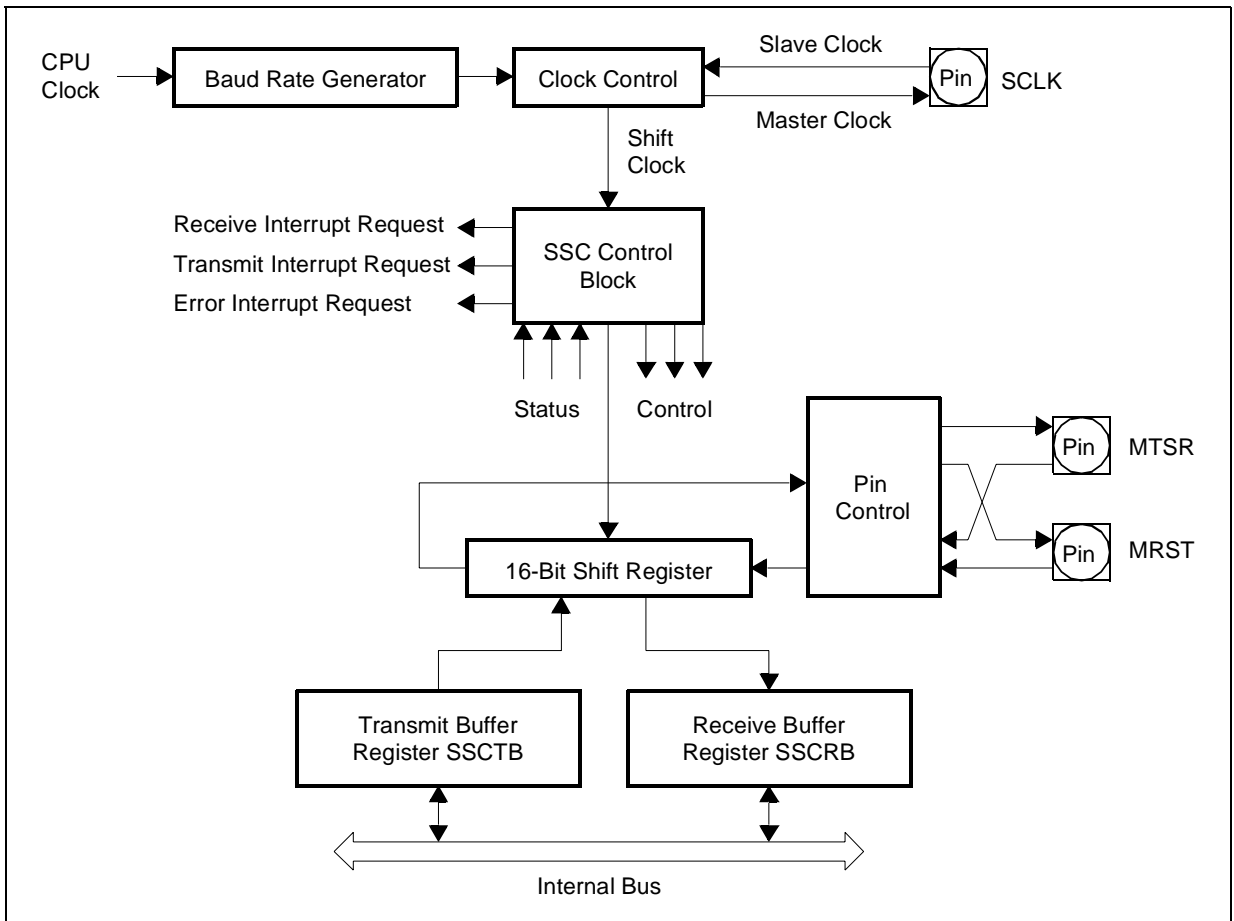 CPU
Clock
Baud Rate Generator
Clock Control
Slave Clock
Master Clock
Pin
SCLK
Shift
Clock
Receive Interrupt Request
Transmit Interrupt Request
Error Interrupt Request
SSC Control
Block
Status
Control
Pin
Control
Pin
MTSR
Pin
MRST
16-Bit Shift Register
Transmit Buffer
Register SSCTB
Receive Buffer
Register SSCRB
Internal Bus